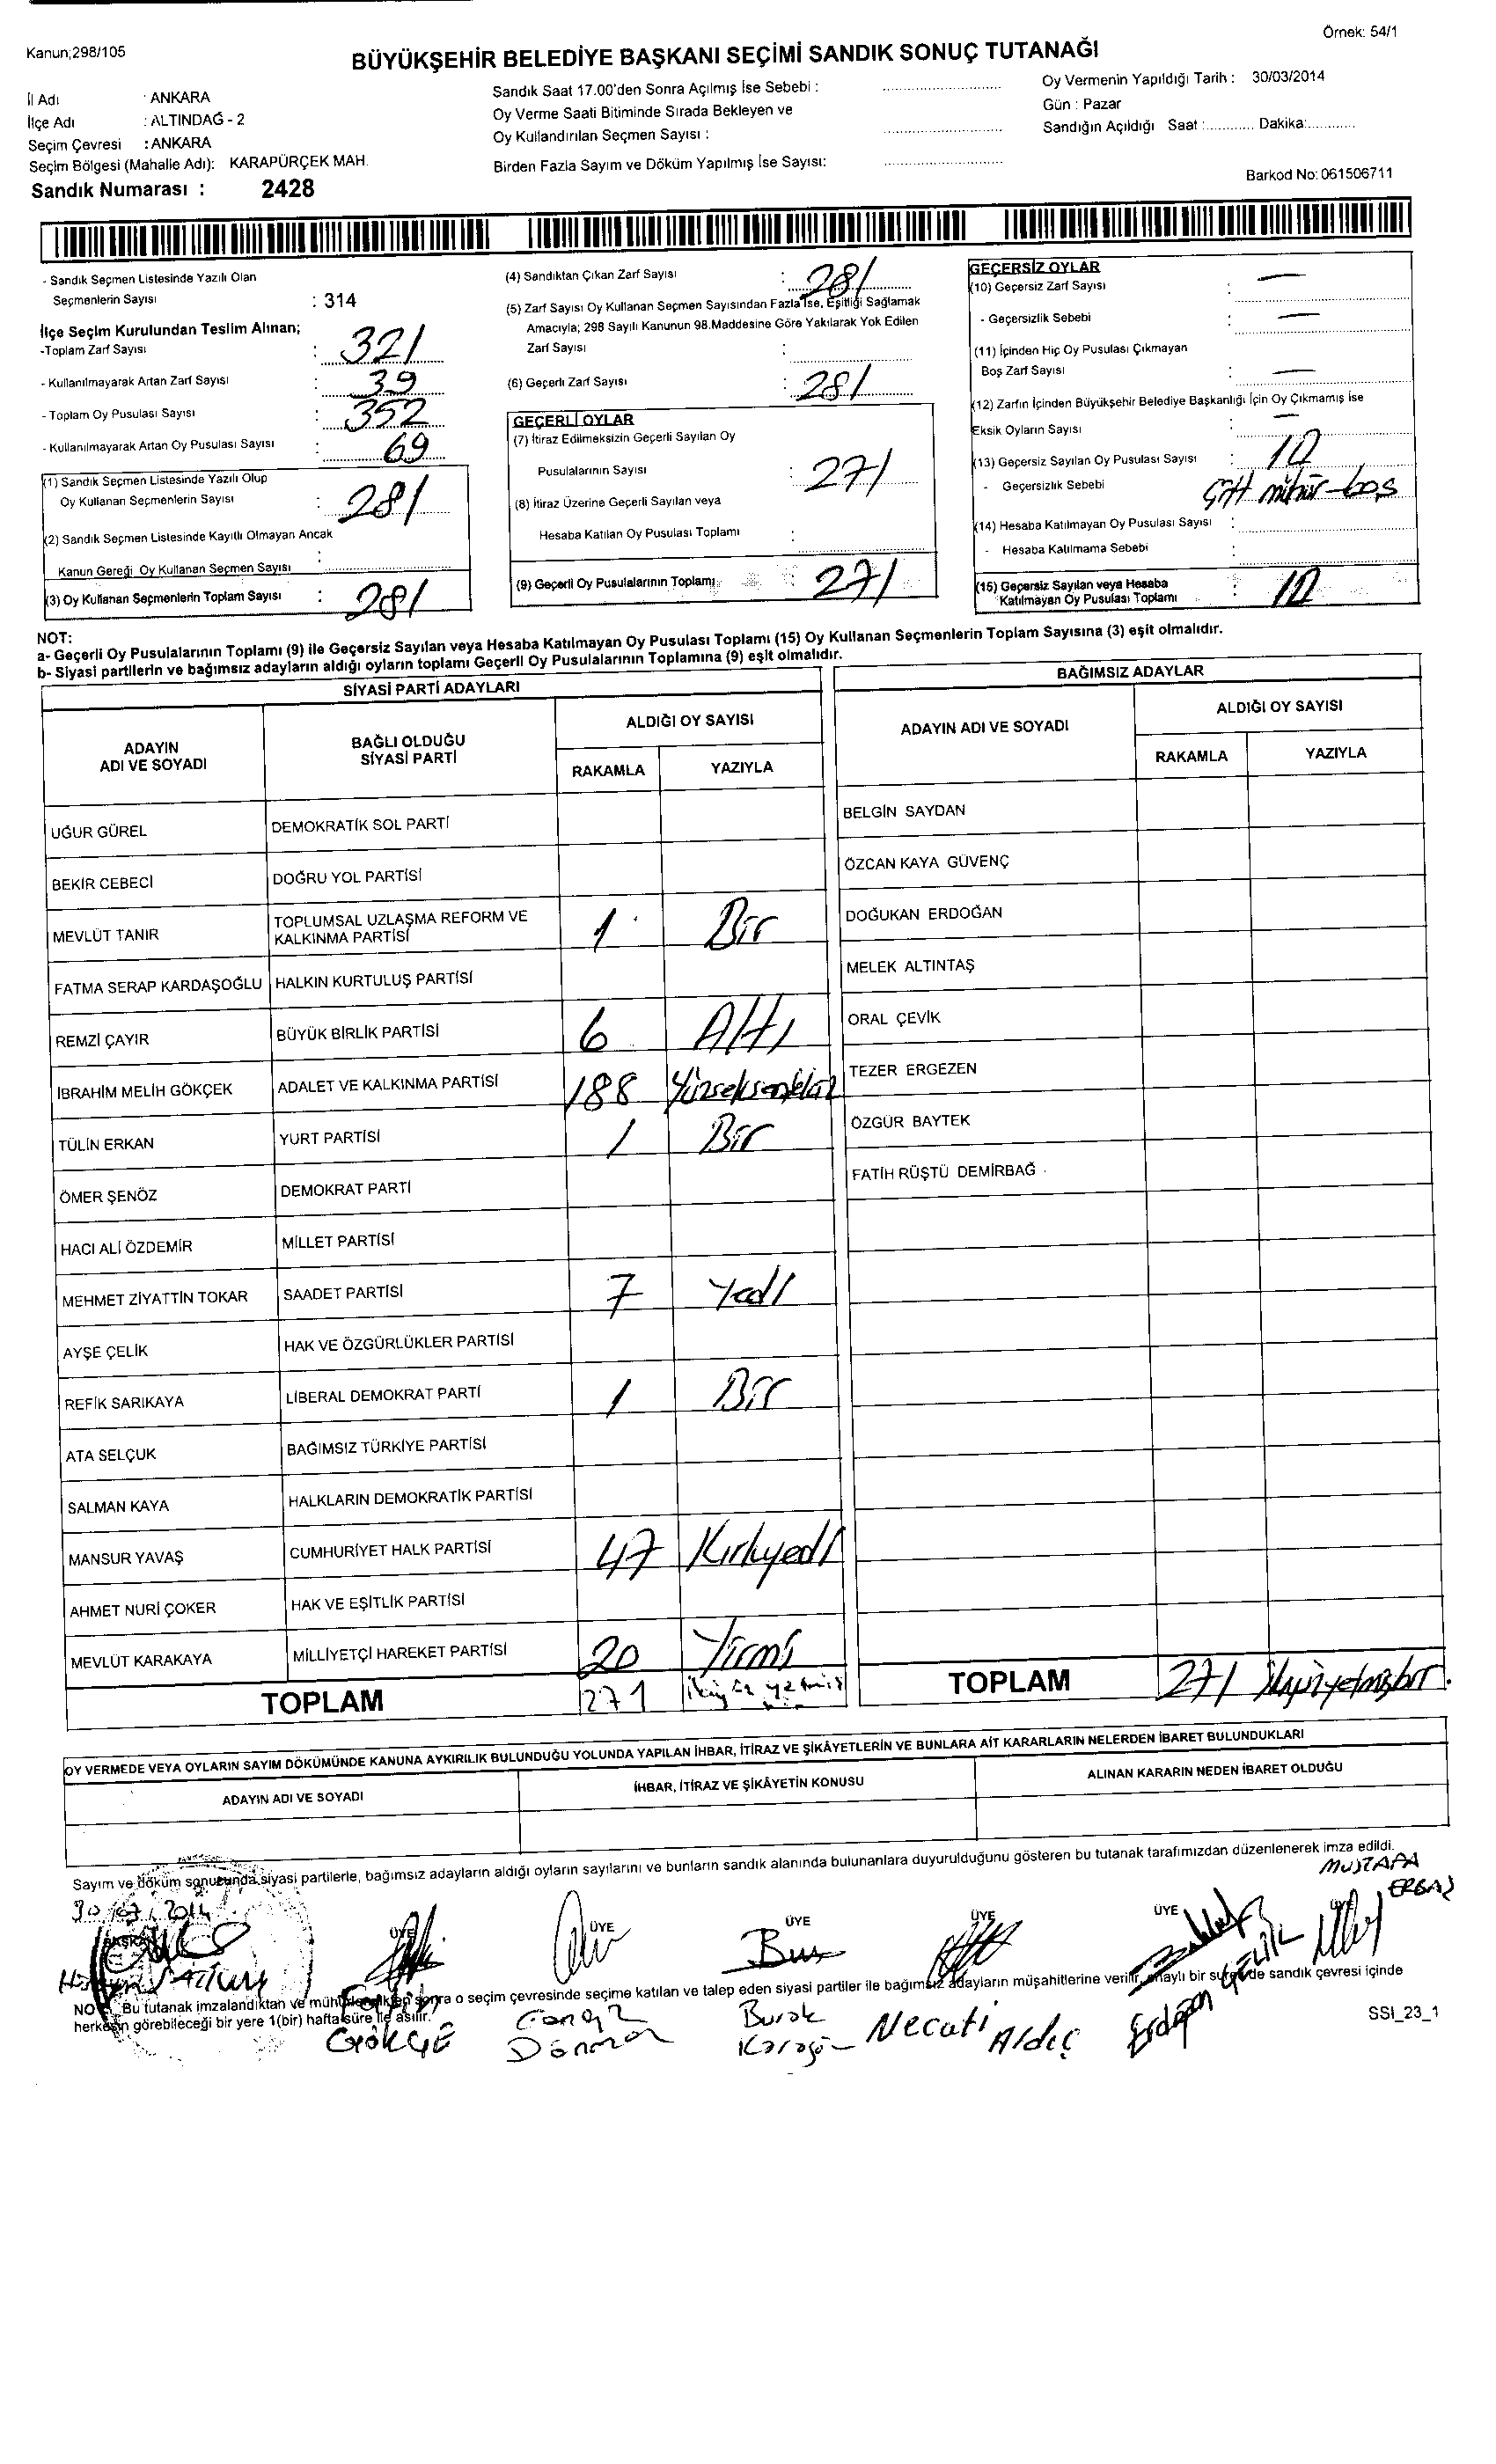 Örnek: 54/1
Kanun;298/105
BÜYÜKŞEHİR BELEDİYE BAŞKANI SEÇİMİ SANDIK SONUÇ TUTANAĞI
İl Adı : ANKARA
İlçe Adı : ALTINDAĞ - 2
Seçim Çevresi : ANKARA
Seçim Bölgesi (Mahalle Adı): KARAPÜRÇEK MAH.
Sandık Numarası : 2428
Sandık Saat 17.00'den Sonra Açılmış İse Sebebi :
Oy Verme Saati Bitiminde Sırada Bekleyen ve
Oy Kullandırılan Seçmen Sayısı :
Birden Fazla Sayım ve Döküm Yapılmış İse Sayısı:
Oy Vermenin Yapıldığı Tarih : 30/03/2014
Gün : Pazar
Sandığın Açıldığı Saat :............ Dakika:............
Barkod No: 061506711
- Sandık Seçmen Listesinde Yazılı Olan
Seçmenlerin Sayısı : 314
İlçe Seçim Kurulundan Teslim Alınan;
-Toplam Zarf Sayısı : 321
- Kullanılmayarak Artan Zarf Sayısı : 39
- Toplam Oy Pusulası Sayısı : 352
- Kullanılmayarak Artan Oy Pusulası Sayısı : 69
(1) Sandık Seçmen Listesinde Yazılı Olup
Oy Kullanan Seçmenlerin Sayısı : 281
(2) Sandık Seçmen Listesinde Kayıtlı Olmayan Ancak
Kanun Gereği Oy Kullanan Seçmen Sayısı :
(3) Oy Kullanan Seçmenlerin Toplam Sayısı : 281
(4) Sandıktan Çıkan Zarf Sayısı : 281
(5) Zarf Sayısı Oy Kullanan Seçmen Sayısından Fazla İse, Eşitliği Sağlamak
Amacıyla; 298 Sayılı Kanunun 98.Maddesine Göre Yakılarak Yok Edilen
Zarf Sayısı :
(6) Geçerli Zarf Sayısı : 281
GEÇERLİ OYLAR
(7) İtiraz Edilmeksizin Geçerli Sayılan Oy
Pusulalarının Sayısı : 271
(8) İtiraz Üzerine Geçerli Sayılan veya
Hesaba Katılan Oy Pusulası Toplamı :
(9) Geçerli Oy Pusulalarının Toplamı : 271
GEÇERSİZ OYLAR
(10) Geçersiz Zarf Sayısı : —
- Geçersizlik Sebebi : —
(11) İçinden Hiç Oy Pusulası Çıkmayan
Boş Zarf Sayısı : —
(12) Zarfın İçinden Büyükşehir Belediye Başkanlığı İçin Oy Çıkmamış İse
Eksik Oyların Sayısı : —
(13) Geçersiz Sayılan Oy Pusulası Sayısı : 10
- Geçersizlik Sebebi Çift mühür-boş
(14) Hesaba Katılmayan Oy Pusulası Sayısı :
- Hesaba Katılmama Sebebi :
(15) Geçersiz Sayılan veya Hesaba
Katılmayan Oy Pusulası Toplamı : 10
NOT:
a- Geçerli Oy Pusulalarının Toplamı (9) ile Geçersiz Sayılan veya Hesaba Katılmayan Oy Pusulası Toplamı (15) Oy Kullanan Seçmenlerin Toplam Sayısına (3) eşit olmalıdır.
b- Siyasi partilerin ve bağımsız adayların aldığı oyların toplamı Geçerli Oy Pusulalarının Toplamına (9) eşit olmalıdır.
SİYASİ PARTİ ADAYLARI
ADAYIN ADI VE SOYADI
BAĞLI OLDUĞU SİYASİ PARTİ
ALDIĞI OY SAYISI
RAKAMLA YAZIYLA
UĞUR GÜREL DEMOKRATİK SOL PARTİ
BEKİR CEBECİ DOĞRU YOL PARTİSİ
MEVLÜT TANIR TOPLUMSAL UZLAŞMA REFORM VE KALKINMA PARTİSİ 1 Bir
FATMA SERAP KARDAŞOĞLU HALKIN KURTULUŞ PARTİSİ
REMZİ ÇAYIR BÜYÜK BİRLİK PARTİSİ 6 Altı
İBRAHİM MELİH GÖKÇEK ADALET VE KALKINMA PARTİSİ 188 Yüzseksenkiz
TÜLİN ERKAN YURT PARTİSİ 1 Bir
ÖMER ŞENÖZ DEMOKRAT PARTİ
HACI ALİ ÖZDEMİR MİLLET PARTİSİ
MEHMET ZİYATTİN TOKAR SAADET PARTİSİ 7 Yedi
AYŞE ÇELİK HAK VE ÖZGÜRLÜKLER PARTİSİ
REFİK SARIKAYA LİBERAL DEMOKRAT PARTİ 1 Bir
ATA SELÇUK BAĞIMSIZ TÜRKİYE PARTİSİ
SALMAN KAYA HALKLARIN DEMOKRATİK PARTİSİ
MANSUR YAVAŞ CUMHURİYET HALK PARTİSİ 47 Kırkyedi
AHMET NURİ ÇOKER HAK VE EŞİTLİK PARTİSİ
MEVLÜT KARAKAYA MİLLİYETÇİ HAREKET PARTİSİ 20 Yirmi
TOPLAM 271 ikiyüz yetmiş bir
BAĞIMSIZ ADAYLAR
ADAYIN ADI VE SOYADI
ALDIĞI OY SAYISI
RAKAMLA YAZIYLA
BELGİN SAYDAN
ÖZCAN KAYA GÜVENÇ
DOĞUKAN ERDOĞAN
MELEK ALTINTAŞ
ORAL ÇEVİK
TEZER ERGEZEN
ÖZGÜR BAYTEK
FATİH RÜŞTÜ DEMİRBAĞ
TOPLAM 271 ikiyüzyetmişbir.
OY VERMEDE VEYA OYLARIN SAYIM DÖKÜMÜNDE KANUNA AYKIRILIK BULUNDUĞU YOLUNDA YAPILAN İHBAR, İTİRAZ VE ŞİKÂYETLERİN VE BUNLARA AİT KARARLARIN NELERDEN İBARET BULUNDUKLARI
ADAYIN ADI VE SOYADI İHBAR, İTİRAZ VE ŞİKÂYETİN KONUSU ALINAN KARARIN NEDEN İBARET OLDUĞU
Sayım ve döküm sonucunda siyasi partilerle, bağımsız adayların aldığı oyların sayılarını ve bunların sandık alanında bulunanlara duyurulduğunu gösteren bu tutanak tarafımızdan düzenlenerek imza edildi.
MUSTAFA
30/03/2014
BAŞKAN ÜYE ÜYE ÜYE ÜYE ÜYE
NOT: Bu tutanak imzalandıktan ve mühürlendikten sonra o seçim çevresinde seçime katılan ve talep eden siyasi partiler ile bağımsız adayların müşahitlerine verilir, onaylı bir suretide sandık çevresi içinde
herkesin görebileceği bir yere 1(bir) hafta süre ile asılır.
GÖKÇE
Burak
Necati
Erdoğan
SSI_23_1